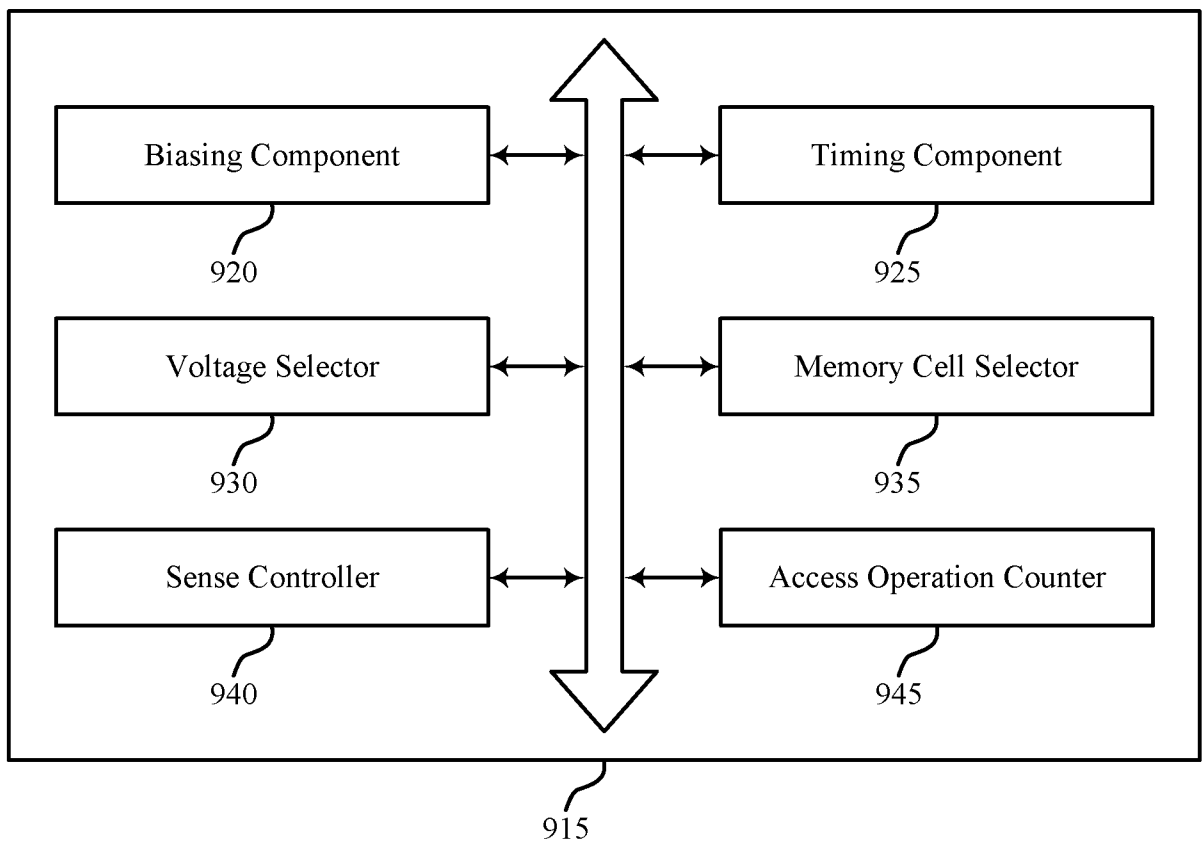 Biasing Component
Timing Component
920
925
Voltage Selector
Memory Cell Selector
930
935
Sense Controller
Access Operation Counter
940
945
915